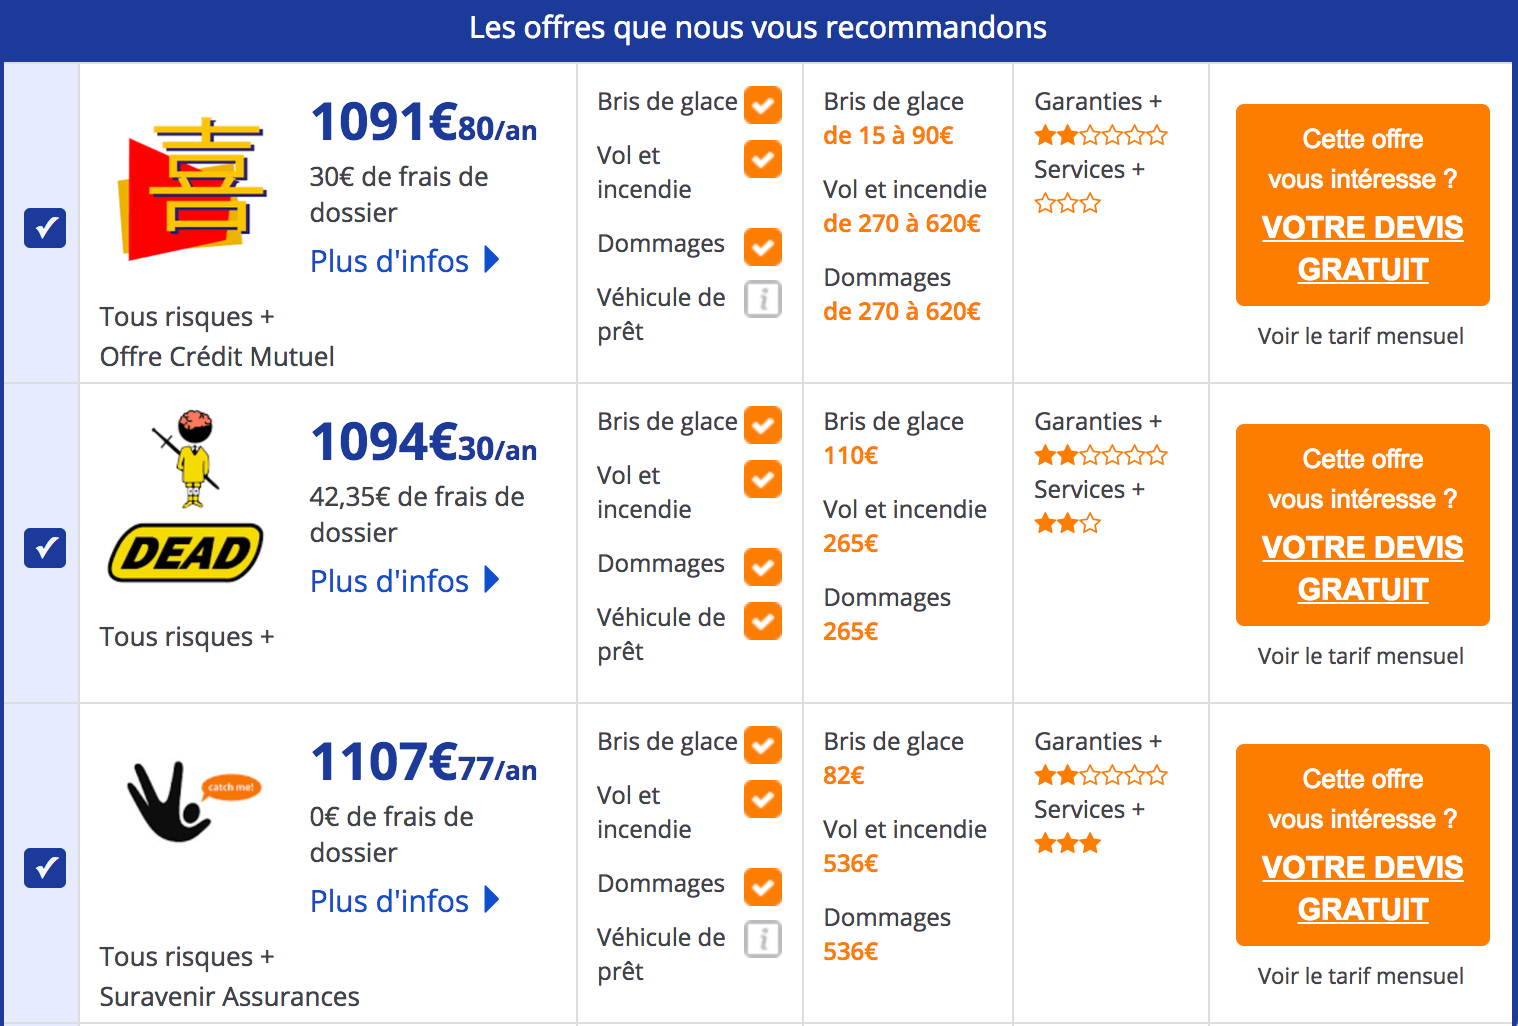 Les offres que nous vous recommandons
喜
1091€80/an
30€ de frais de
dossier
Plus d'infos
Tous risques +
Offre Crédit Mutuel
Bris de glace
Vol et
incendie
Dommages
Véhicule de
prêt
Bris de glace
de 15 à 90€
Vol et incendie
de 270 à 620€
Dommages
de 270 à 620€
Garanties +
Services +
Cette offre
vous intéresse ?
VOTRE DEVIS
GRATUIT
Voir le tarif mensuel
DEAD
1094€30/an
42,35€ de frais de
dossier
Plus d'infos
Tous risques +
Bris de glace
Vol et
incendie
Dommages
Véhicule de
prêt
Bris de glace
110€
Vol et incendie
265€
Dommages
265€
Garanties +
Services +
Cette offre
vous intéresse ?
VOTRE DEVIS
GRATUIT
Voir le tarif mensuel
catch me!
1107€77/an
0€ de frais de
dossier
Plus d'infos
Tous risques +
Suravenir Assurances
Bris de glace
Vol et
incendie
Dommages
Véhicule de
prêt
Bris de glace
82€
Vol et incendie
536€
Dommages
536€
Garanties +
Services +
Cette offre
vous intéresse ?
VOTRE DEVIS
GRATUIT
Voir le tarif mensuel